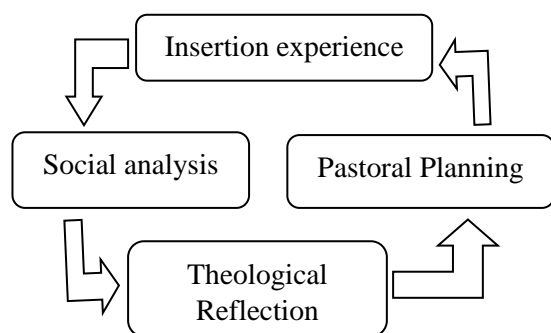 Insertion experience
Social analysis
Pastoral Planning
Theological
Reflection